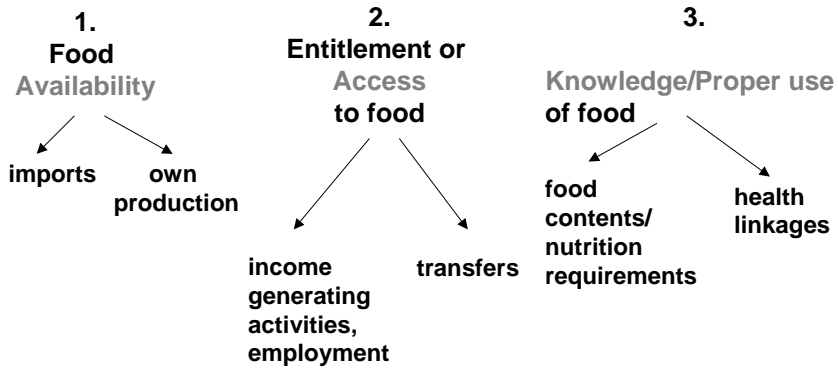 1.
Food
Availability
imports
own
production
2.
Entitlement or
Access
to food
income
generating
activities,
employment
transfers
3.
Knowledge/Proper use
of food
food
contents/
nutrition
requirements
health
linkages